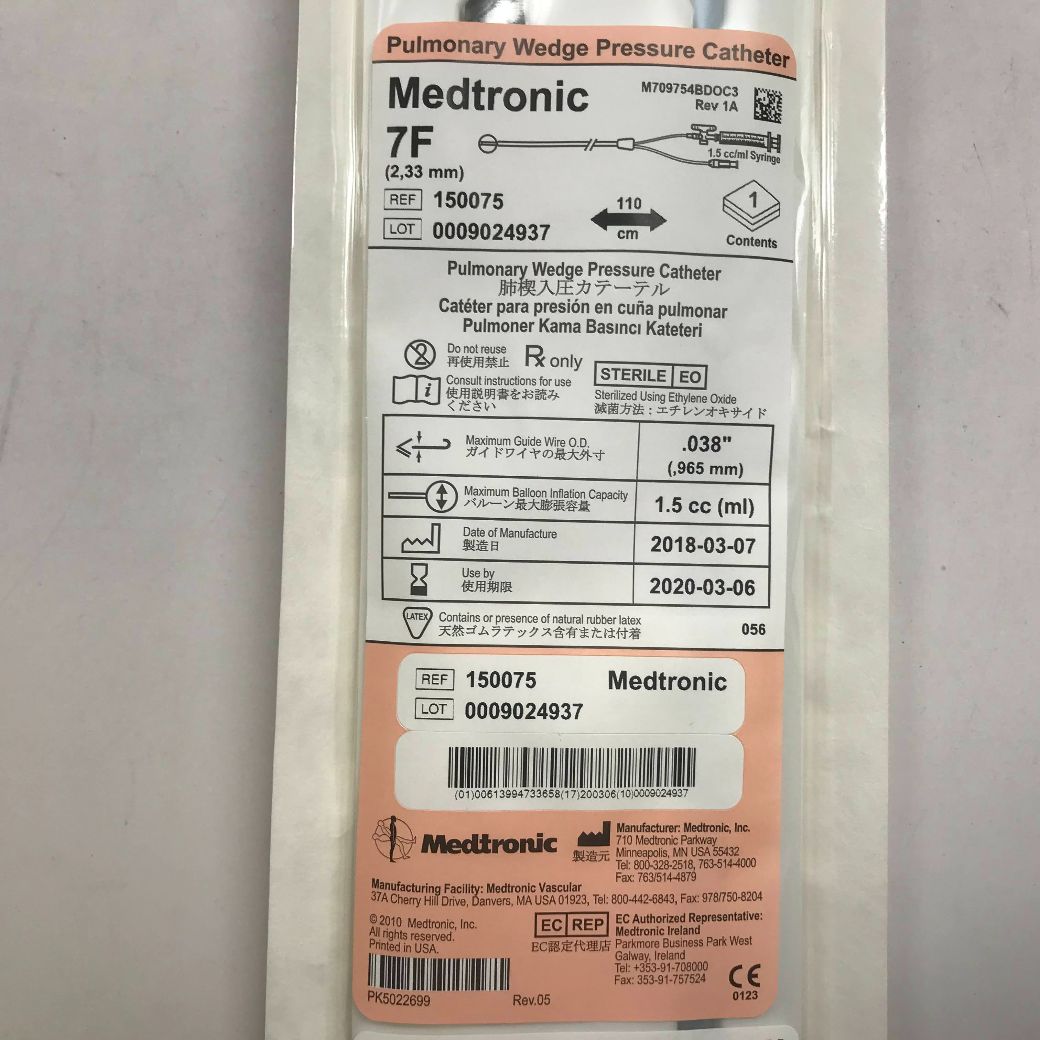 Pulmonary Wedge Pressure Catheter
Medtronic
M709754BDOC3
Rev 1A
7F
(2,33 mm)
1.5 cc/ml Syringe
REF 150075
LOT 0009024937
110
cm
1
Contents
Pulmonary Wedge Pressure Catheter
肺楔入圧カテーテル
Catéter para presión en cuña pulmonar
Pulmoner Kama Basıncı Kateteri
2
Do not reuse
再使用禁止
Rx only
i
Consult instructions for use
使用説明書をお読み
ください
STERILE EO
Sterilized Using Ethylene Oxide
滅菌方法：エチレンオキサイド
Maximum Guide Wire O.D.
ガイドワイヤの最大外寸
.038"
(,965 mm)
Maximum Balloon Inflation Capacity
バルーン最大膨張容量
1.5 cc (ml)
Date of Manufacture
製造日
2018-03-07
Use by
使用期限
2020-03-06
LATEX
Contains or presence of natural rubber latex
天然ゴムラテックス含有または付着
056
REF 150075 Medtronic
LOT 0009024937
(01)00613994733658(17)200306(10)0009024937
Medtronic
製造元
Manufacturer: Medtronic, Inc.
710 Medtronic Parkway
Minneapolis, MN USA 55432
Tel: 800-328-2518, 763-514-4000
Fax: 763/514-4879
Manufacturing Facility: Medtronic Vascular
37A Cherry Hill Drive, Danvers, MA USA 01923, Tel: 800-442-6843, Fax: 978/750-8204
© 2010 Medtronic, Inc.
All rights reserved.
Printed in USA.
PK5022699
Rev.05
EC REP
EC認定代理店
EC Authorized Representative:
Medtronic Ireland
Parkmore Business Park West
Galway, Ireland
Tel: +353-91-708000
Fax: 353-91-757524
CE
0123